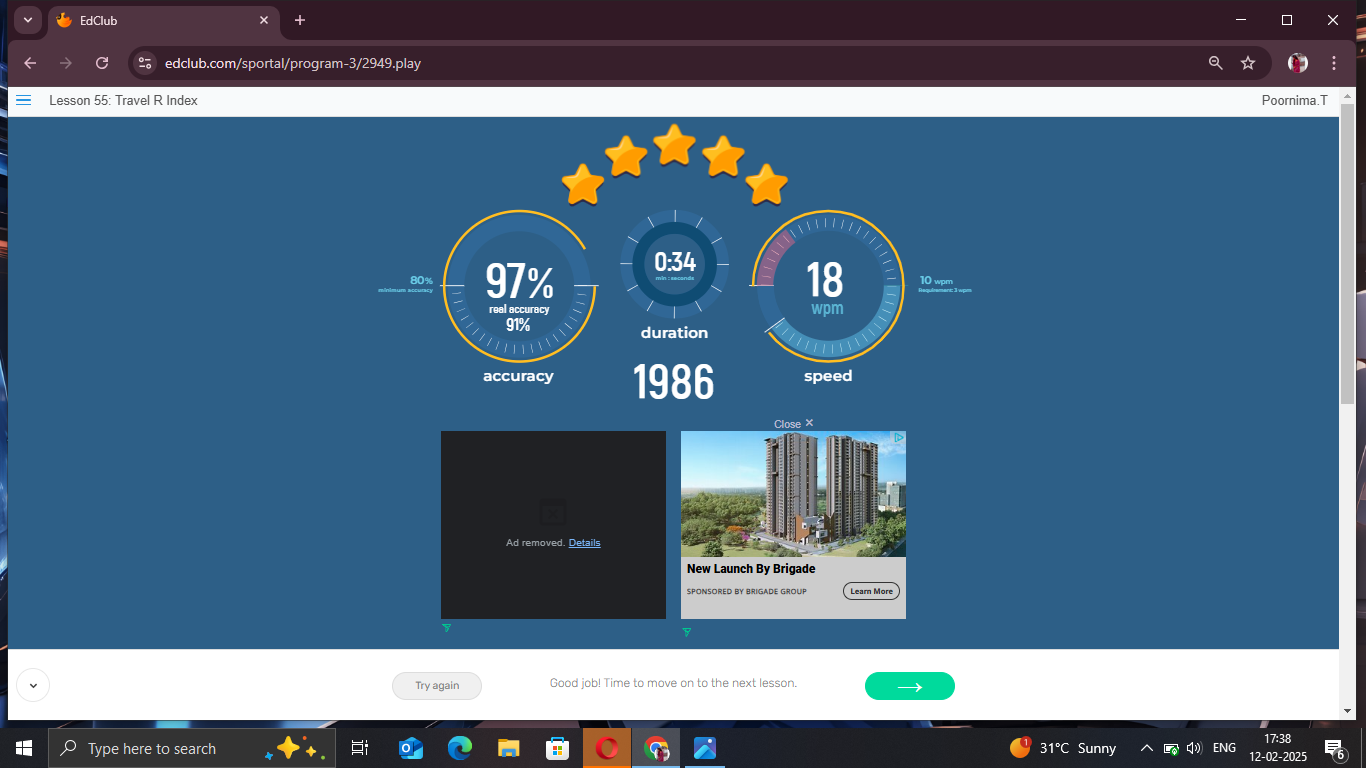 EdClub
edclub.com/sportal/program-3/2949.play
Lesson 55: Travel R Index
Poornima.T
80%
minimum accuracy
97%
real accuracy
91%
accuracy
0:34
min : seconds
duration
1986
18
wpm
speed
10 wpm
Requirement: 3 wpm
Close
Ad removed. Details
New Launch By Brigade
SPONSORED BY BRIGADE GROUP
Learn More
Try again
Good job! Time to move on to the next lesson.
Type here to search
1
31°C Sunny
ENG
17:38
12-02-2025
6